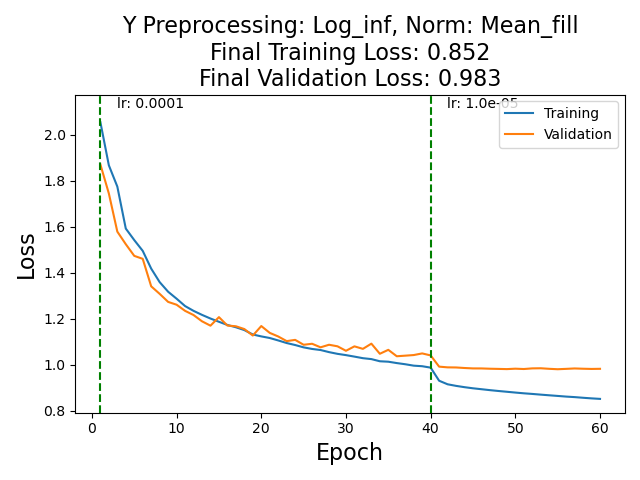 Y Preprocessing: Log_inf, Norm: Mean_fill
Final Training Loss: 0.852
Final Validation Loss: 0.983
lr: 0.0001
lr: 1.0e-05
Training
Validation
2.0
1.8
1.6
1.4
1.2
1.0
0.8
Loss
0
10
20
30
40
50
60
Epoch